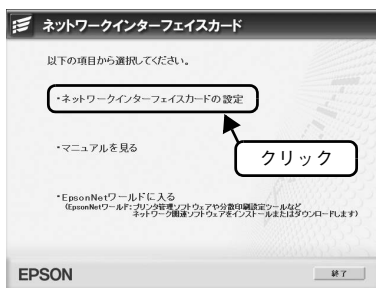 ネットワークインターフェイスカード
以下の項目から選択してください。
・ネットワークインターフェイスカードの設定
クリック
・マニュアルを見る
・EpsonNetワールドに入る
(EpsonNetワールド:プリンタ管理ソフトウェアや分散印刷設定ツールなど
ネットワーク関連ソフトウェアをインストールまたはダウンロードします)
EPSON
終了